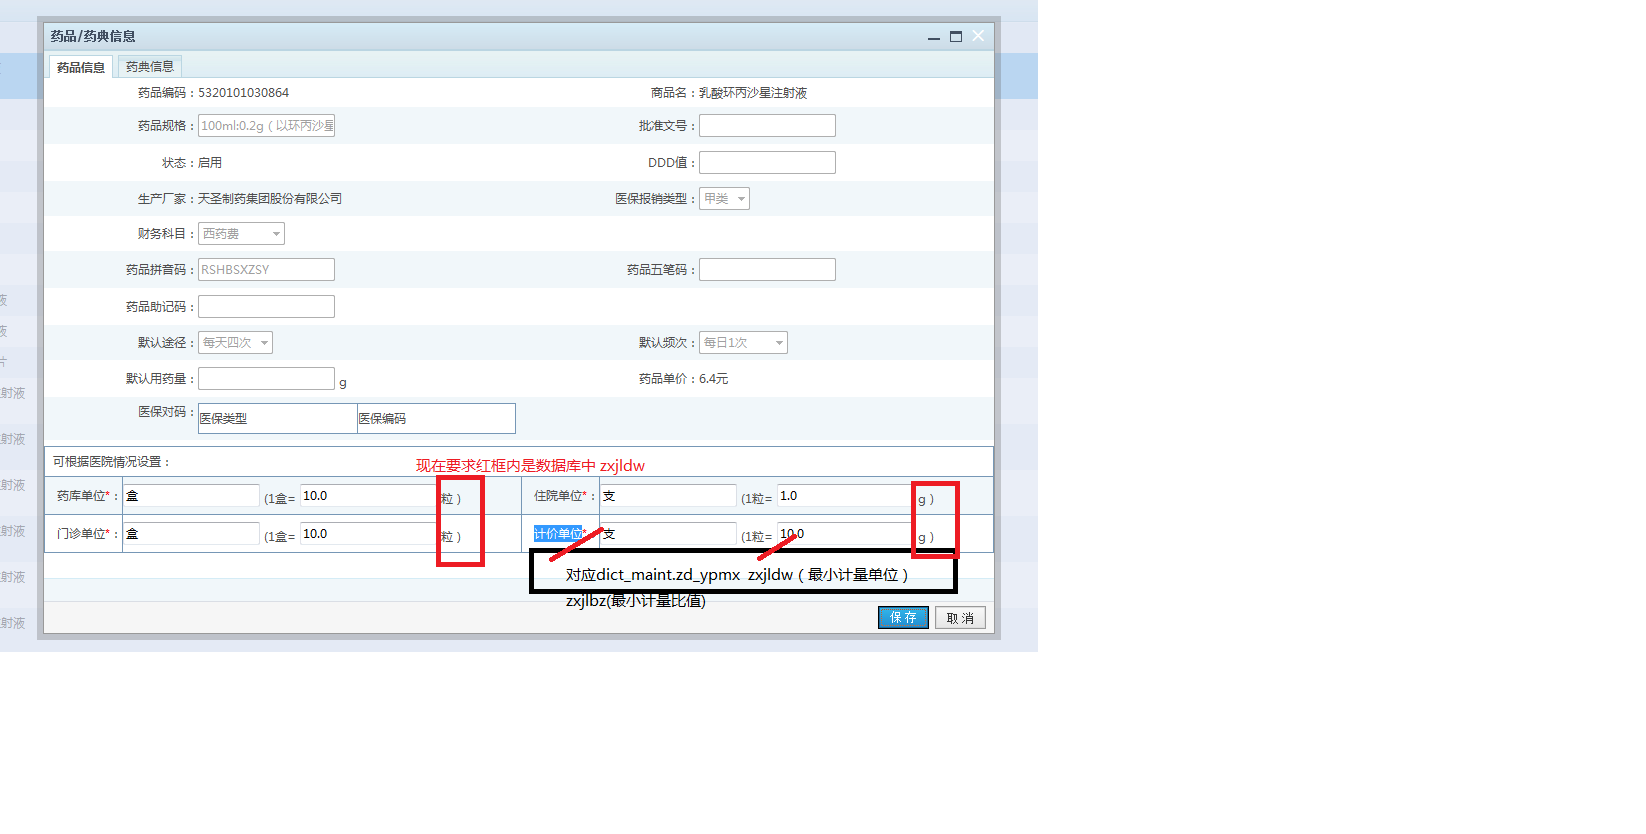 药品/药典信息
药品信息 药典信息
药品编码：5320101030864 商品名：乳酸环丙沙星注射液
药品规格：100ml:0.2g（以环丙沙星 批准文号：
状态：启用 DDD值：
生产厂家：天圣制药集团股份有限公司 医保报销类型：甲类
财务科目：西药费
药品拼音码：RSHBSXZSY 药品五笔码：
药品助记码：
默认途径：每天四次 默认频次：每日1次
默认用药量： g 药品单价：6.4元
医保对码：医保类型 医保编码
可根据医院情况设置：
现在要求红框内是数据库中 zxjldw
药库单位*：盒 (1盒= 10.0 粒） 住院单位*：支 (1粒= 1.0 g）
门诊单位*：盒 (1盒= 10.0 粒） 计价单位*：支 (1粒= 10.0 g）
对应dict_maint.zd_ypmx zxjldw（最小计量单位）
zxjlbz(最小计量比值)
保存 取消
液
液
片
射液
射液
射液
射液
射液
射液